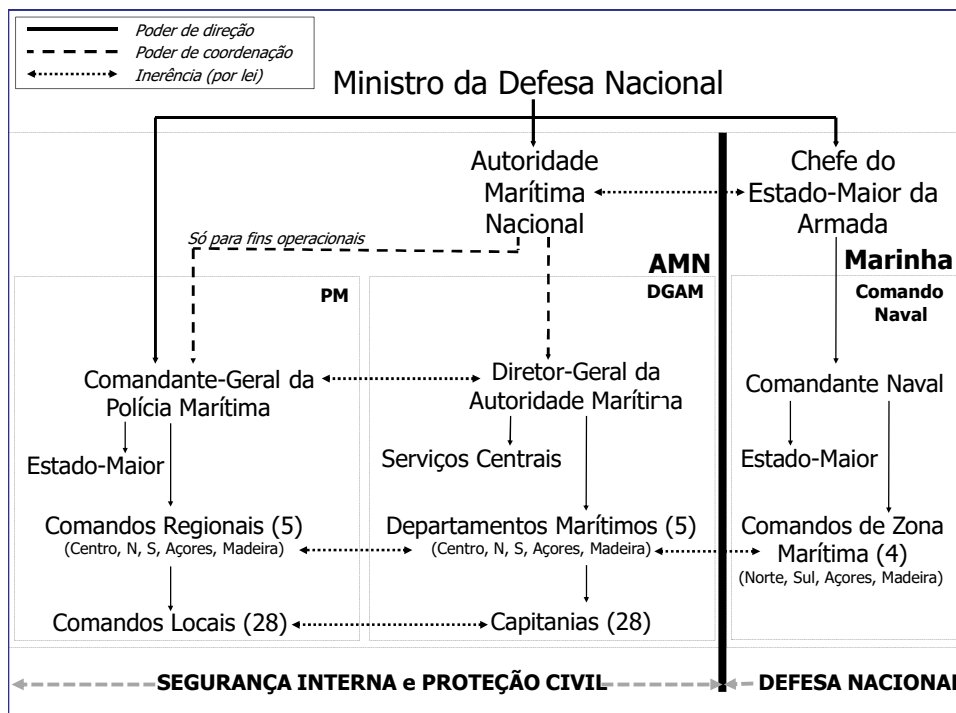 Poder de direção
Poder de coordenação
Inerência (por lei)
Ministro da Defesa Nacional
Autoridade
Marítima
Nacional
Chefe do
Estado-Maior da
Armada
Só para fins operacionais
AMN
DGAM
Marinha
Comando
Naval
PM
Comandante-Geral da
Polícia Marítima
Diretor-Geral da
Autoridade Marítima
Comandante Naval
Estado-Maior
Serviços Centrais
Estado-Maior
Comandos Regionais (5)
(Centro, N, S, Açores, Madeira)
Departamentos Marítimos (5)
(Centro, N, S, Açores, Madeira)
Comandos de Zona
Marítima (4)
(Norte, Sul, Açores, Madeira)
Comandos Locais (28)
Capitanias (28)
SEGURANÇA INTERNA e PROTEÇÃO CIVIL
DEFESA NACIONAL